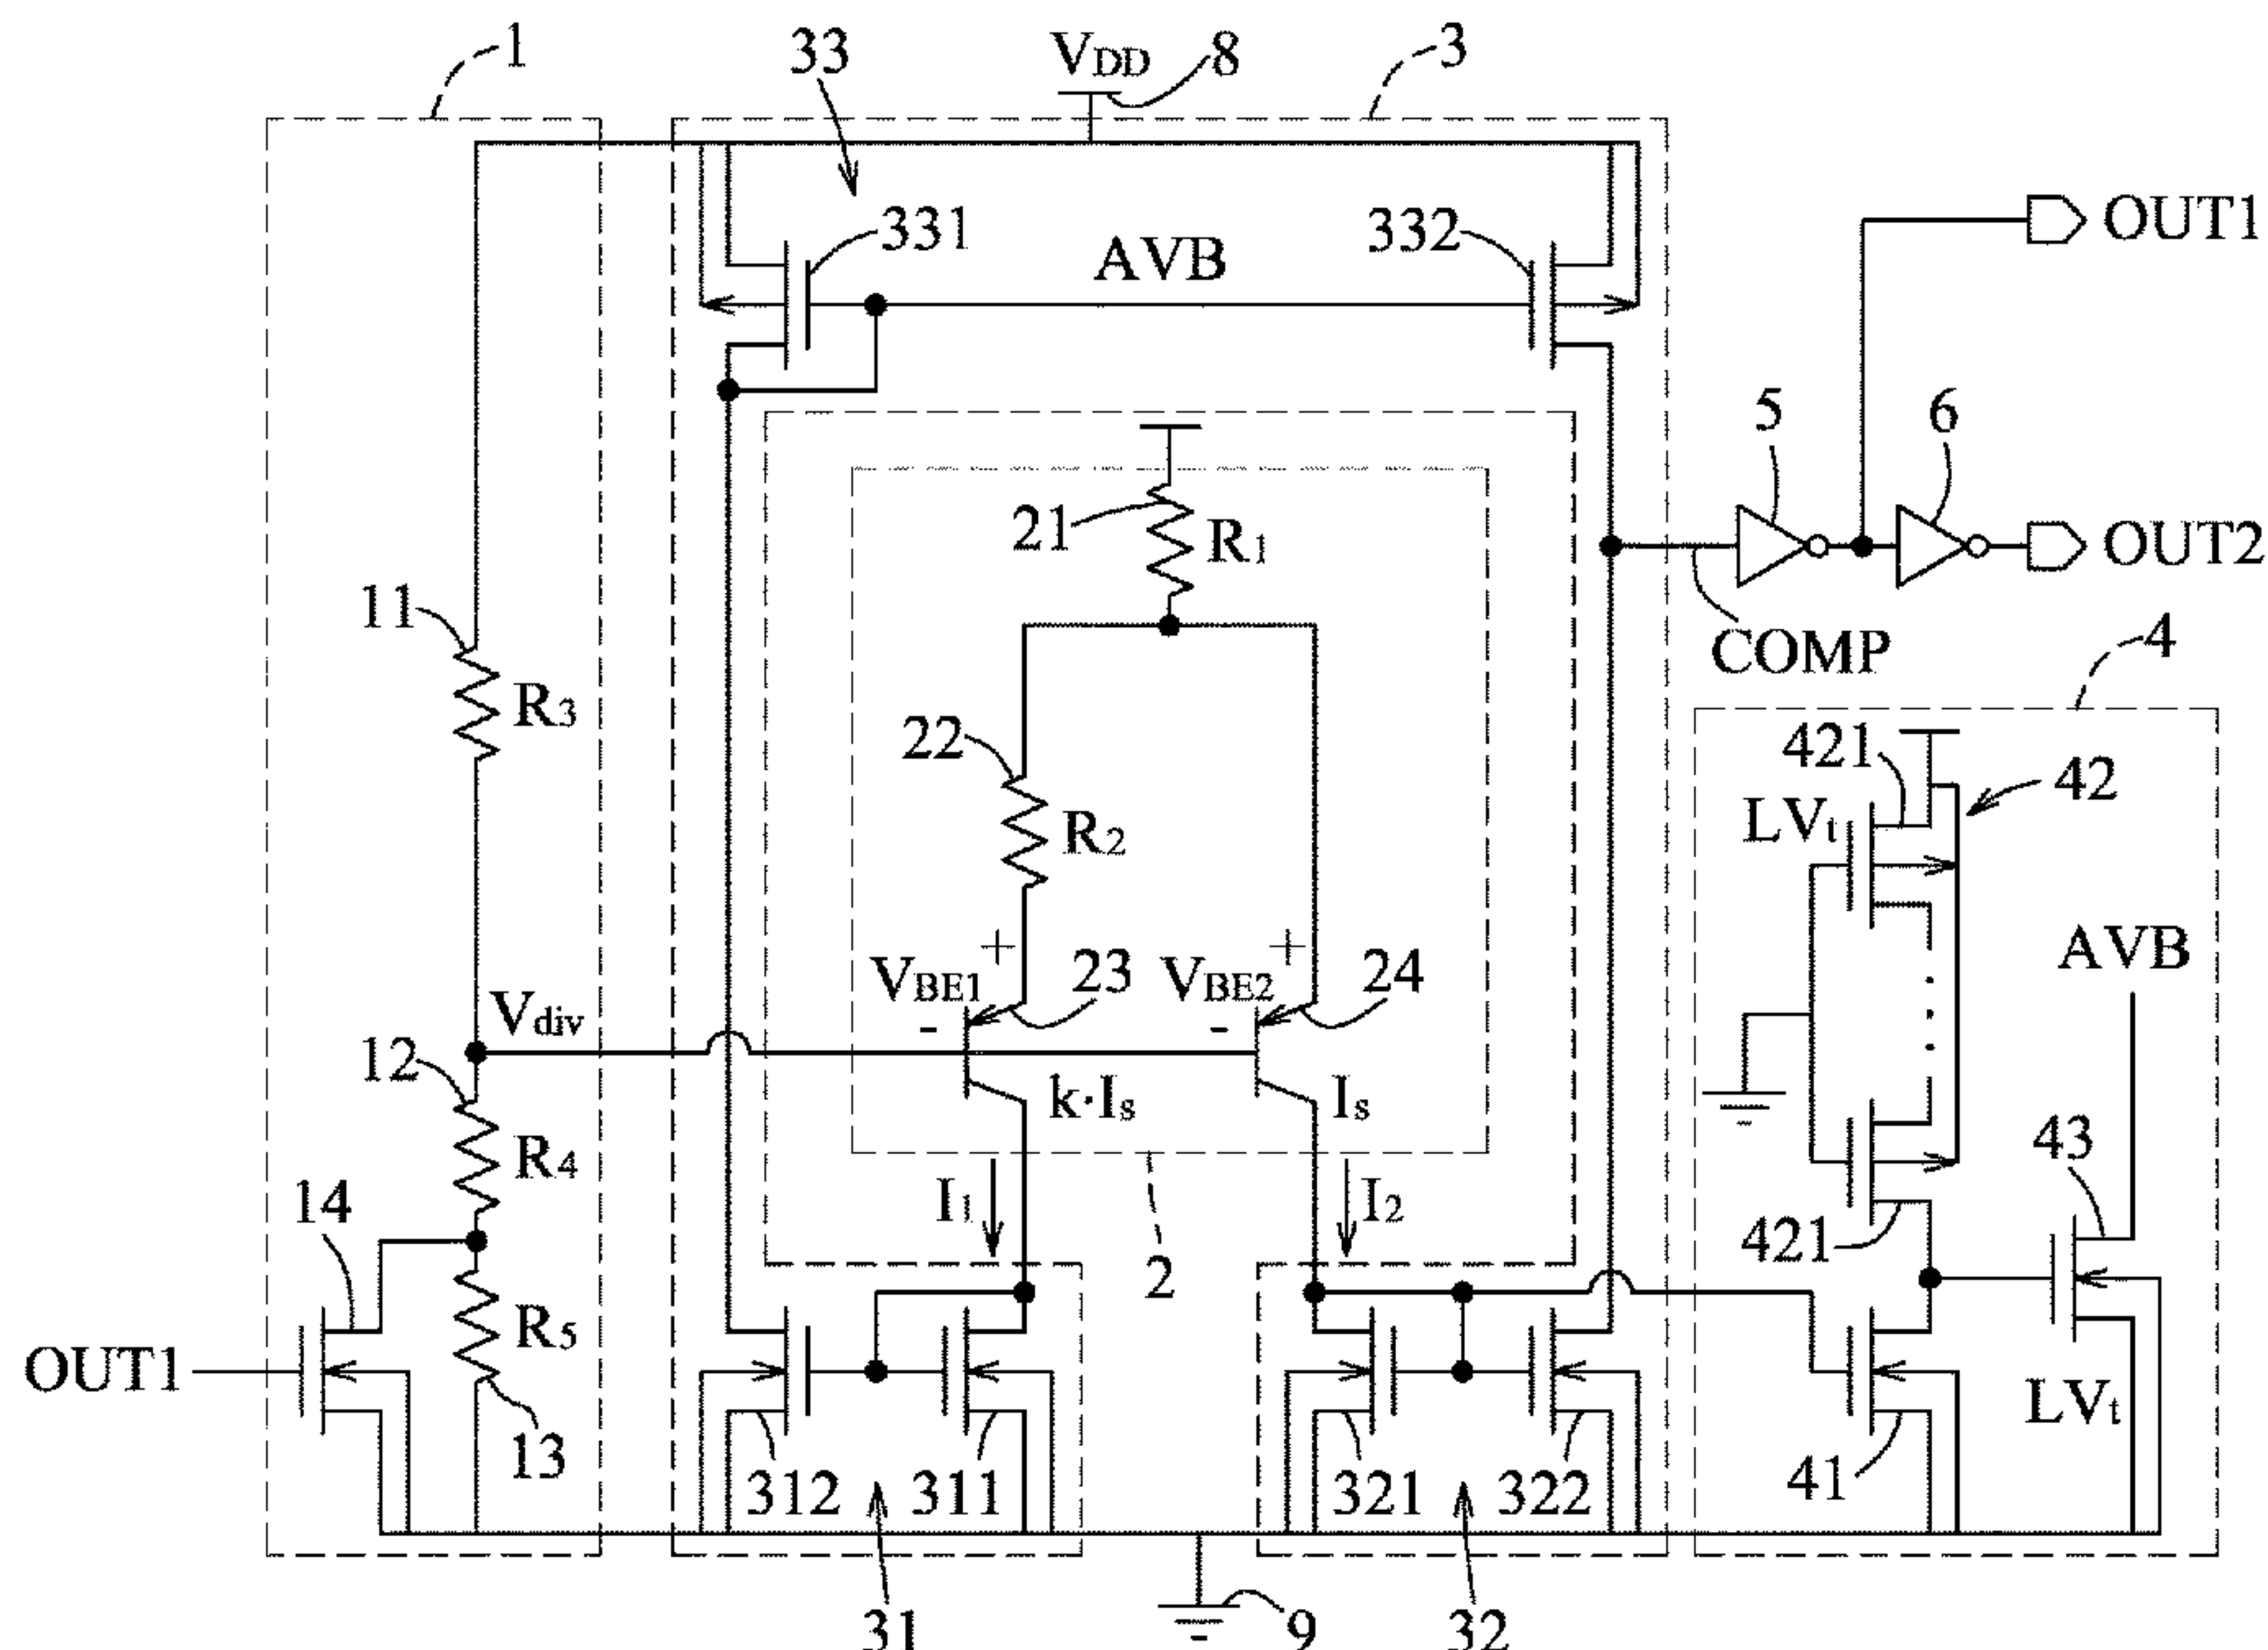 1
33
VDD
8
3
331
AVB
332
OUT1
5
6
21
R1
OUT2
COMP
4
11
R3
22
R2
421
42
LVt
VBE1
+
-
23
VBE2
+
-
24
AVB
Vdiv
12
k·Is
Is
R4
43
14
I1
I2
421
2
R5
OUT1
LVt
13
312
311
321
322
41
31
9
32